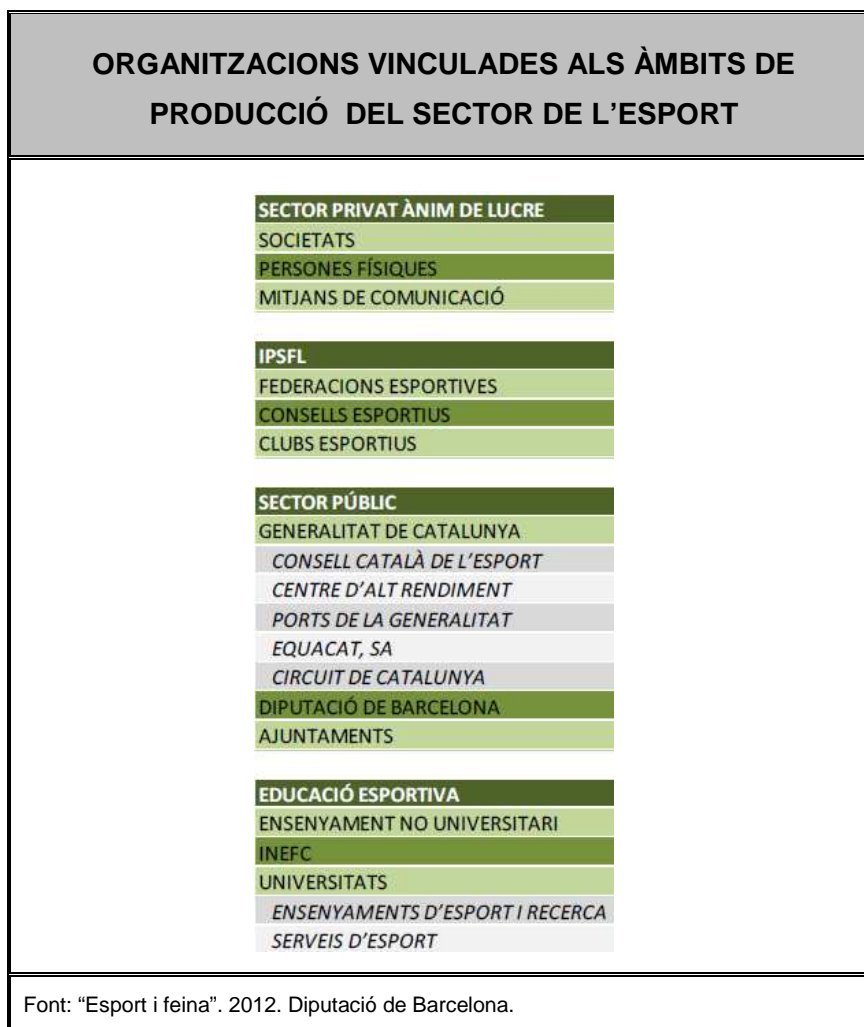 ORGANITZACIONS VINCULADES ALS ÀMBITS DE
PRODUCCIÓ DEL SECTOR DE L'ESPORT
SECTOR PRIVAT ÀNIM DE LUCRE
SOCIETATS
PERSONES FÍSIQUES
MITJANS DE COMUNICACIÓ
IPSFL
FEDERACIONS ESPORTIVES
CONSELLS ESPORTIUS
CLUBS ESPORTIUS
SECTOR PÚBLIC
GENERALITAT DE CATALUNYA
CONSELL CATALÀ DE L'ESPORT
CENTRE D'ALT RENDIMENT
PORTS DE LA GENERALITAT
EQUACAT, SA
CIRCUIT DE CATALUNYA
DIPUTACIÓ DE BARCELONA
AJUNTAMENTS
EDUCACIÓ ESPORTIVA
ENSENYAMENT NO UNIVERSITARI
INEFC
UNIVERSITATS
ENSENYAMENTS D'ESPORT I RECERCA
SERVEIS D'ESPORT
Font: “Esport i feina”. 2012. Diputació de Barcelona.